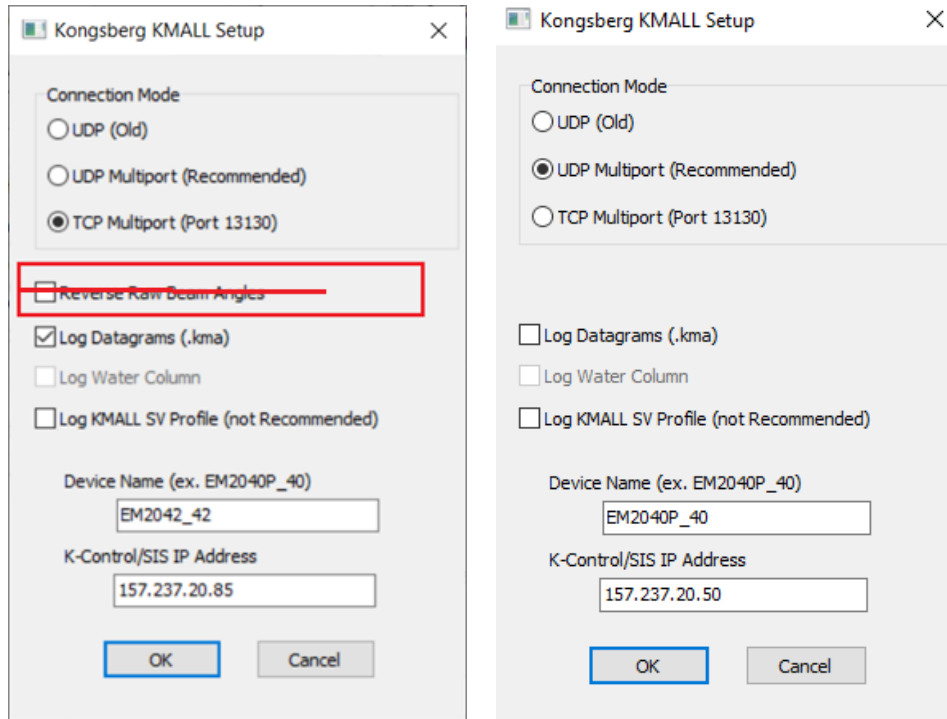 Kongsberg KMALL Setup
Connection Mode
UDP (Old)
UDP Multiport (Recommended)
TCP Multiport (Port 13130)
Reverse Raw Beam Angles
Log Datagrams (.kma)
Log Water Column
Log KMALL SV Profile (not Recommended)
Device Name (ex. EM2040P_40)
EM2042_42
K-Control/SIS IP Address
157.237.20.85
OK
Cancel
Kongsberg KMALL Setup
Connection Mode
UDP (Old)
UDP Multiport (Recommended)
TCP Multiport (Port 13130)
Log Datagrams (.kma)
Log Water Column
Log KMALL SV Profile (not Recommended)
Device Name (ex. EM2040P_40)
EM2040P_40
K-Control/SIS IP Address
157.237.20.50
OK
Cancel